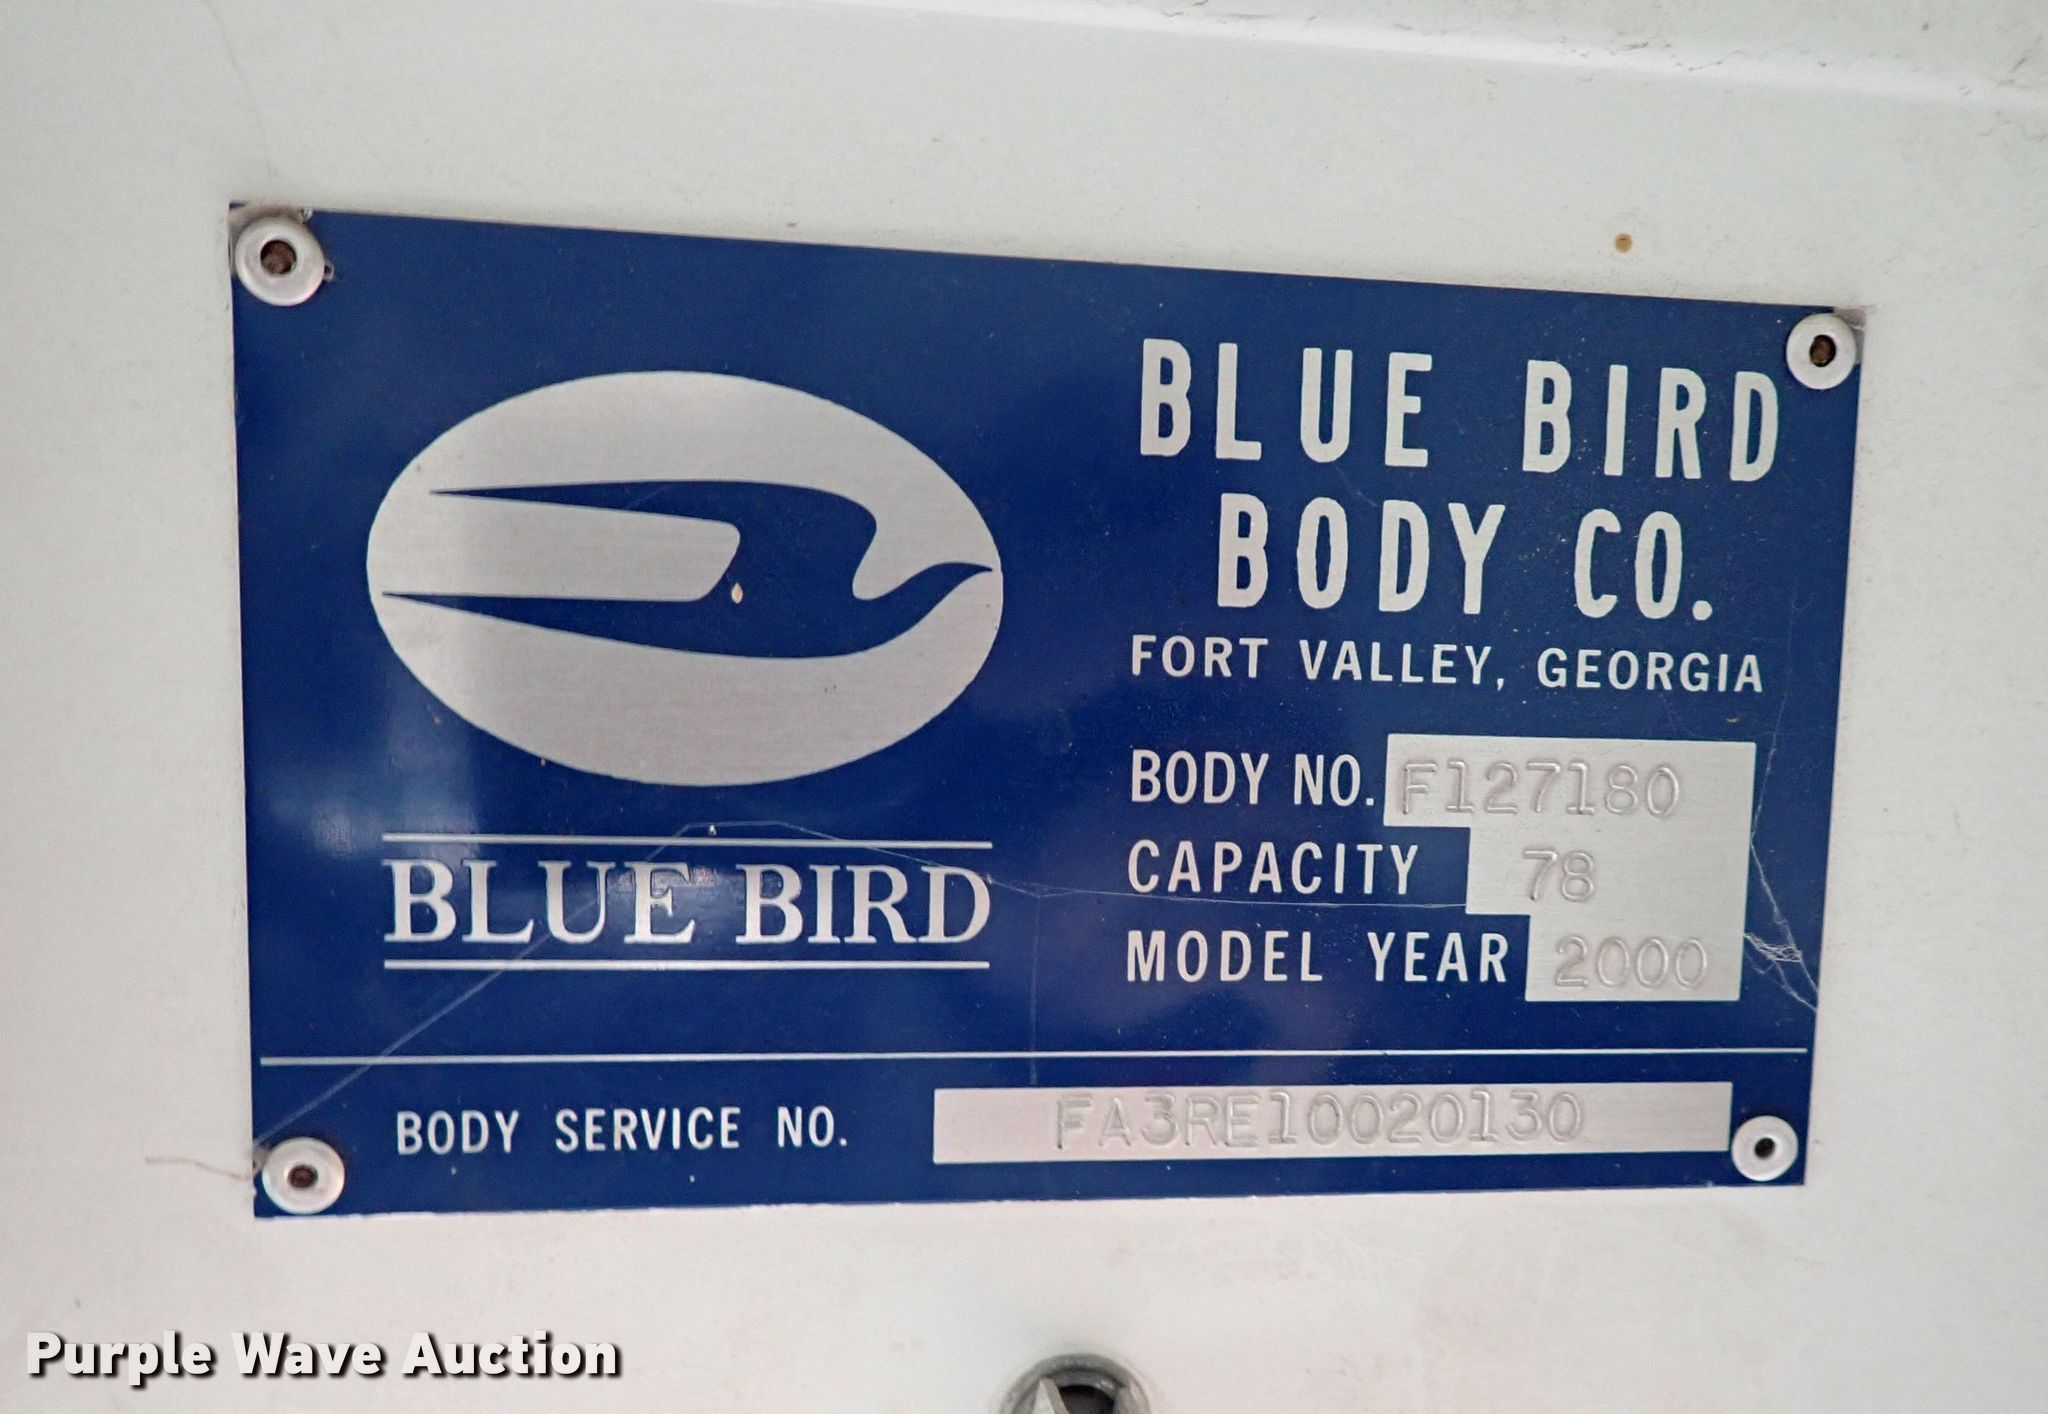 BLUE BIRD
BODY CO.
FORT VALLEY, GEORGIA
BODY NO. F127180
CAPACITY 78
MODEL YEAR 2000
BLUE BIRD
BODY SERVICE NO. FA3RE10020130
Purple Wave Auction